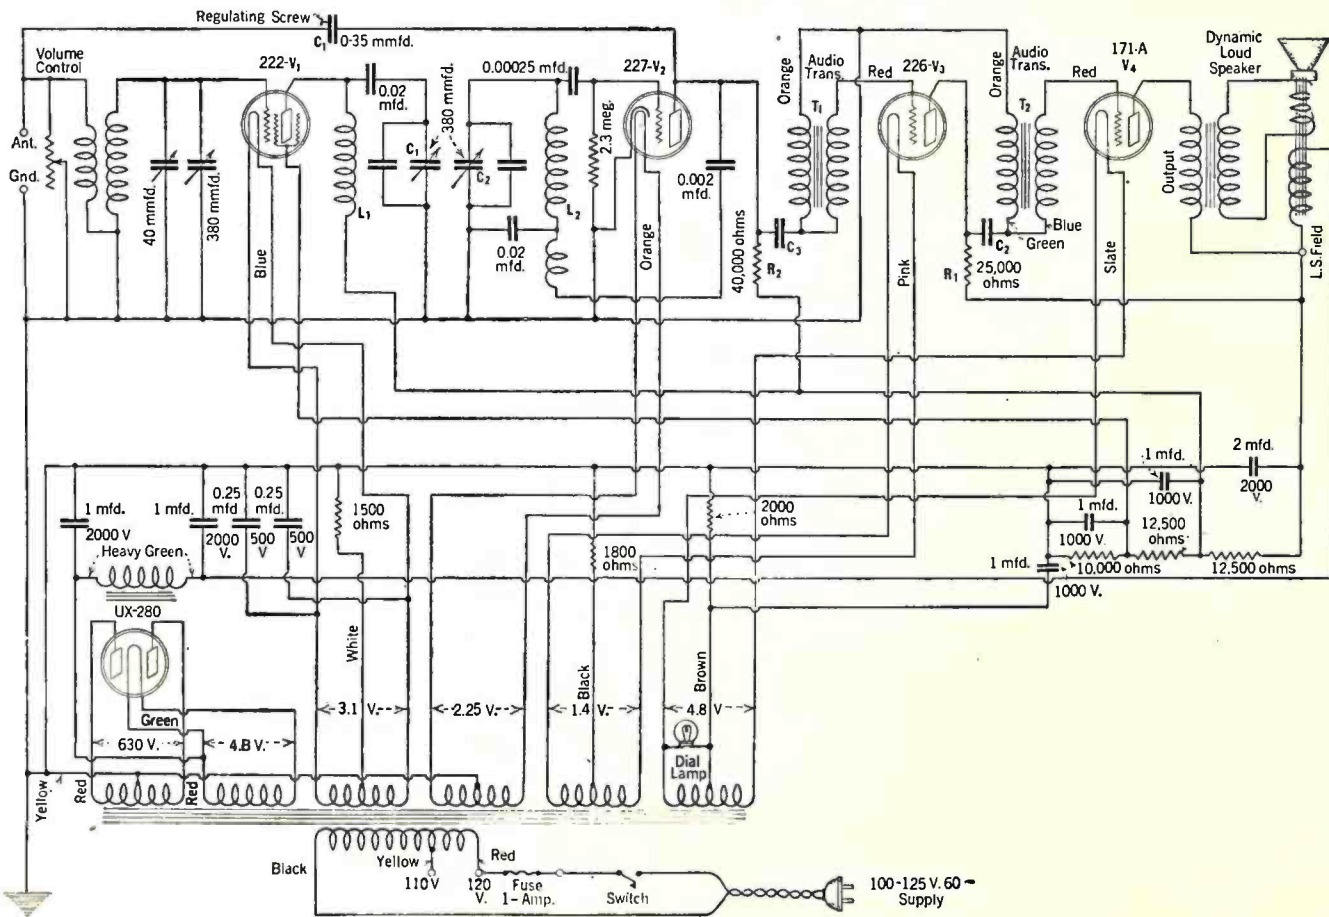 Regulating Screw
C1 0-35 mmfd.
Volume
Control
Ant.
Gnd.
40 mmfd.
380 mmfd.
222-V1
0.02
mfd.
L1
C1
380 mmfd.
C2
0.00025 mfd.
0.02
mfd.
L2
2.3 meg.
227-V2
0.002
mfd.
40,000 ohms
R2
C3
Orange
Audio
Trans.
T1
Red
226-V3
Orange
Audio
Trans.
T2
Red
171-A
V4
Dynamic
Loud
Speaker
Output
L.S. Field
Blue
Orange
Pink
R1
C2
25,000
ohms
Blue
Green
Slate
1 mfd.
2000 V
1 mfd.
2000
V.
0.25
mfd
500
V
0.25
mfd.
500
V
1500
ohms
1800
ohms
2000
ohms
1 mfd.
1000 V.
2 mfd.
2000
V.
1 mfd.
1000 V.
12,500
ohms
1 mfd.
1000 V.
10,000 ohms
12,500 ohms
Heavy Green
UX-280
Green
White
Black
Brown
630 V.
4.8 V.
3.1 V.
2.25 V.
1.4 V.
4.8 V
Dial
Lamp
Yellow
Red
Red
Black
Yellow
Red
110 V
120
V.
Fuse
1-Amp.
Switch
100-125 V. 60~
Supply